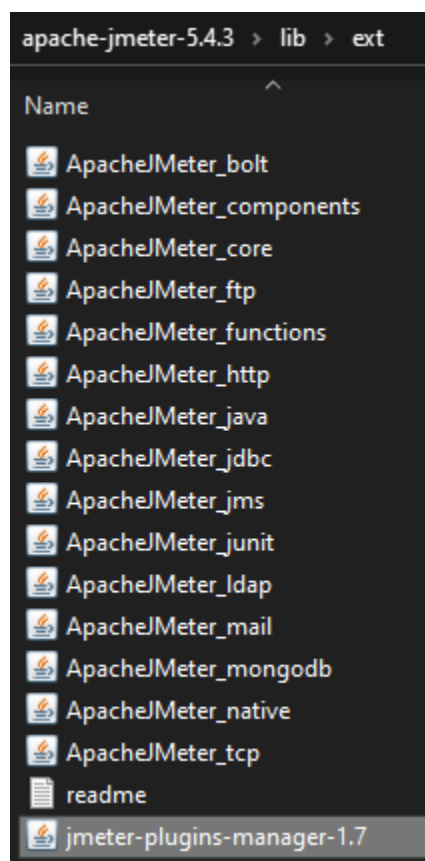 apache-jmeter-5.4.3 > lib > ext
Name
ApacheJMeter_bolt
ApacheJMeter_components
ApacheJMeter_core
ApacheJMeter_ftp
ApacheJMeter_functions
ApacheJMeter_http
ApacheJMeter_java
ApacheJMeter_jdbc
ApacheJMeter_jms
ApacheJMeter_junit
ApacheJMeter_ldap
ApacheJMeter_mail
ApacheJMeter_mongodb
ApacheJMeter_native
ApacheJMeter_tcp
readme
jmeter-plugins-manager-1.7